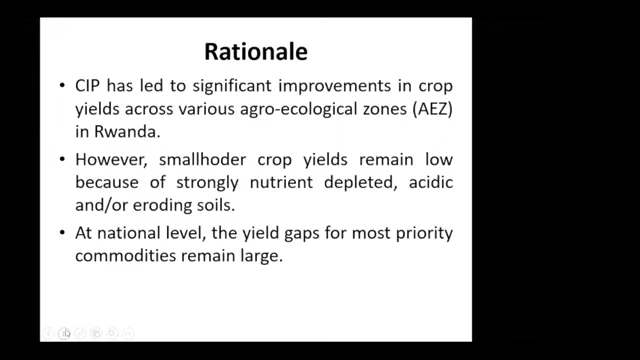 Rationale
• CIP has led to significant improvements in crop
yields across various agro-ecological zones (AEZ)
in Rwanda.
• However, smallhoder crop yields remain low
because of strongly nutrient depleted, acidic
and/or eroding soils.
• At national level, the yield gaps for most priority
commodities remain large.